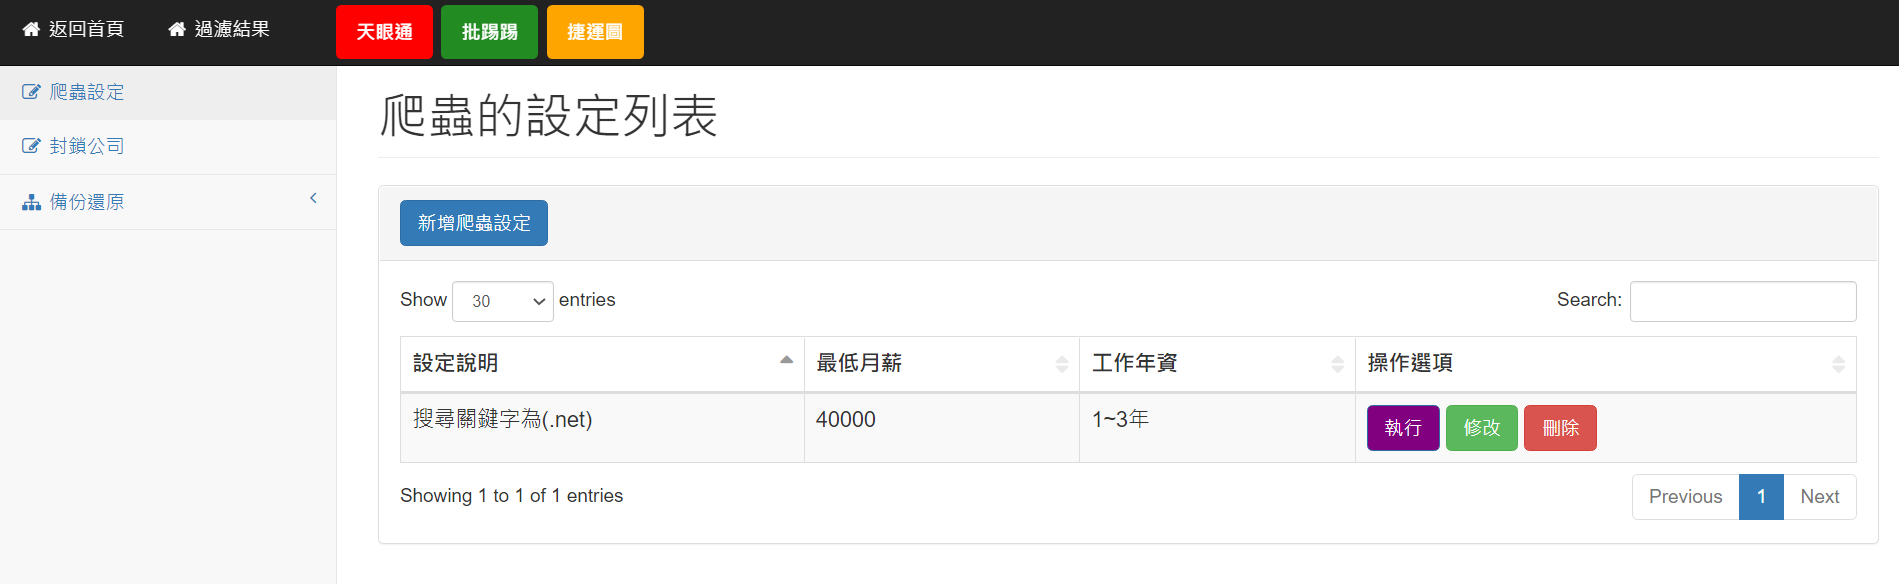 返回首頁 過濾結果 天眼通 批踢踢 捷運圖
爬蟲設定
封鎖公司
備份還原
爬蟲的設定列表
新增爬蟲設定
Show 30 entries Search:
設定說明 最低月薪 工作年資 操作選項
搜尋關鍵字為(.net) 40000 1~3年 執行 修改 刪除
Showing 1 to 1 of 1 entries Previous 1 Next